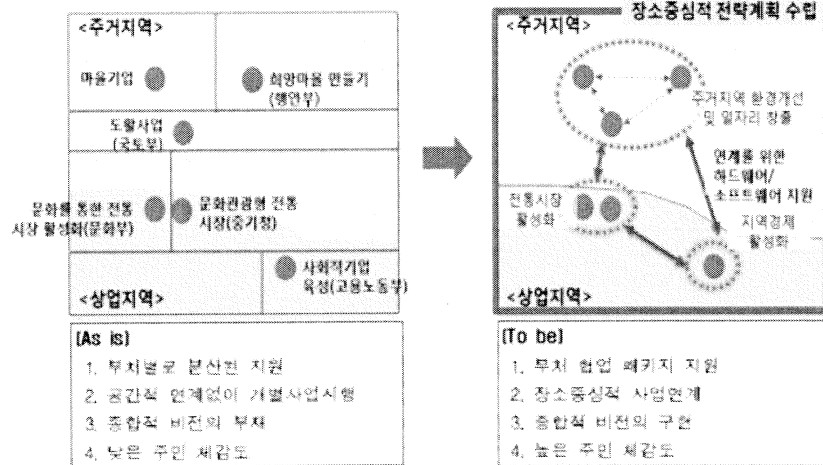 <주거지역>
마을기업
희망마을 만들기
(행안부)
도활사업
(국토부)
문화를 통한 전통
시장 활성화(문화부)
문화관광형 전통
시장(중기청)
사회적기업
육성(고용노동부)
<상업지역>
(As is)
1. 부처별로 분산된 지원
2. 공간적 연계없이 개별사업시행
3. 종합적 비전의 부재
4. 낮은 주민 체감도
장소중심적 전략계획 수립
<주거지역>
주거지역 환경개선
및 일자리 창출
연계를 위한
하드웨어/
소프트웨어 지원
전통시장
활성화
지역경제
활성화
<상업지역>
(To be)
1. 부처 협업 패키지 지원
2. 장소중심적 사업연계
3. 종합적 비전의 구현
4. 높은 주민 체감도